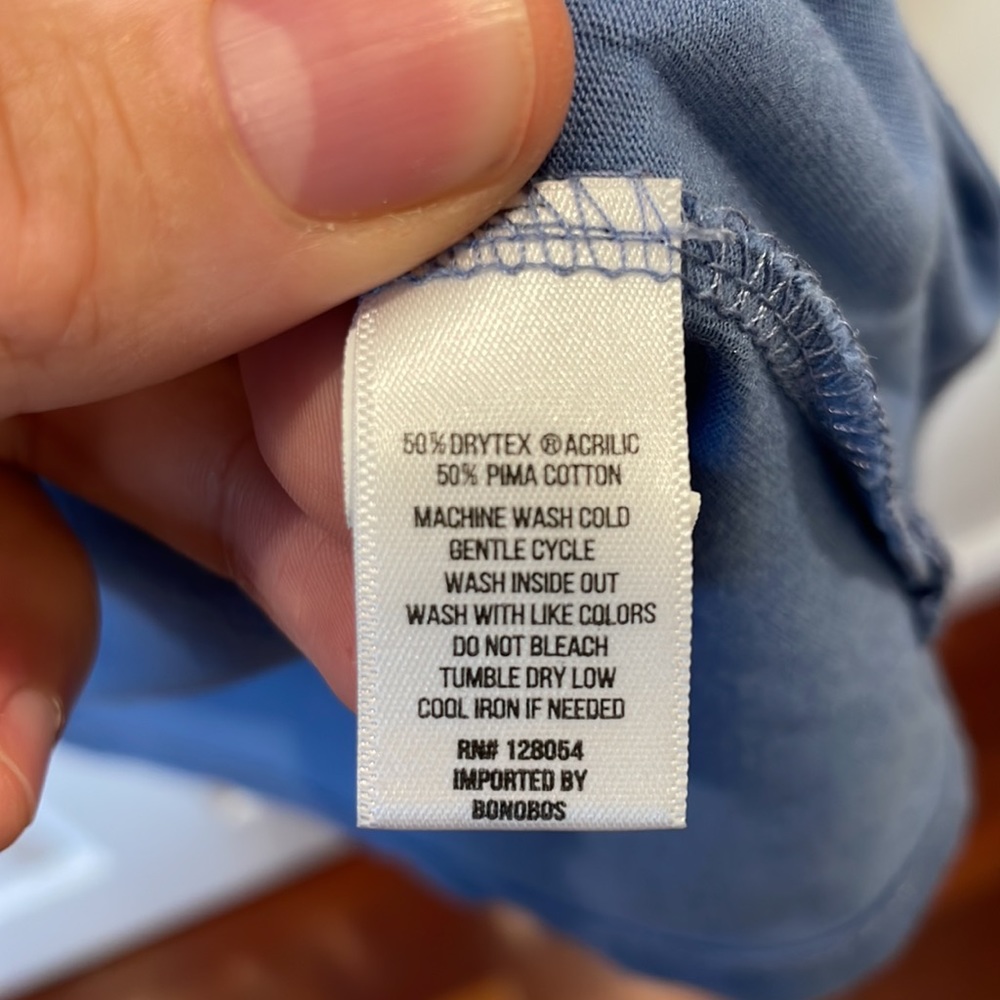 50% DRYTEX ® ACRILIC
50% PIMA COTTON
MACHINE WASH COLD
GENTLE CYCLE
WASH INSIDE OUT
WASH WITH LIKE COLORS
DO NOT BLEACH
TUMBLE DRY LOW
COOL IRON IF NEEDED
RN# 128054
IMPORTED BY
BONOBOS